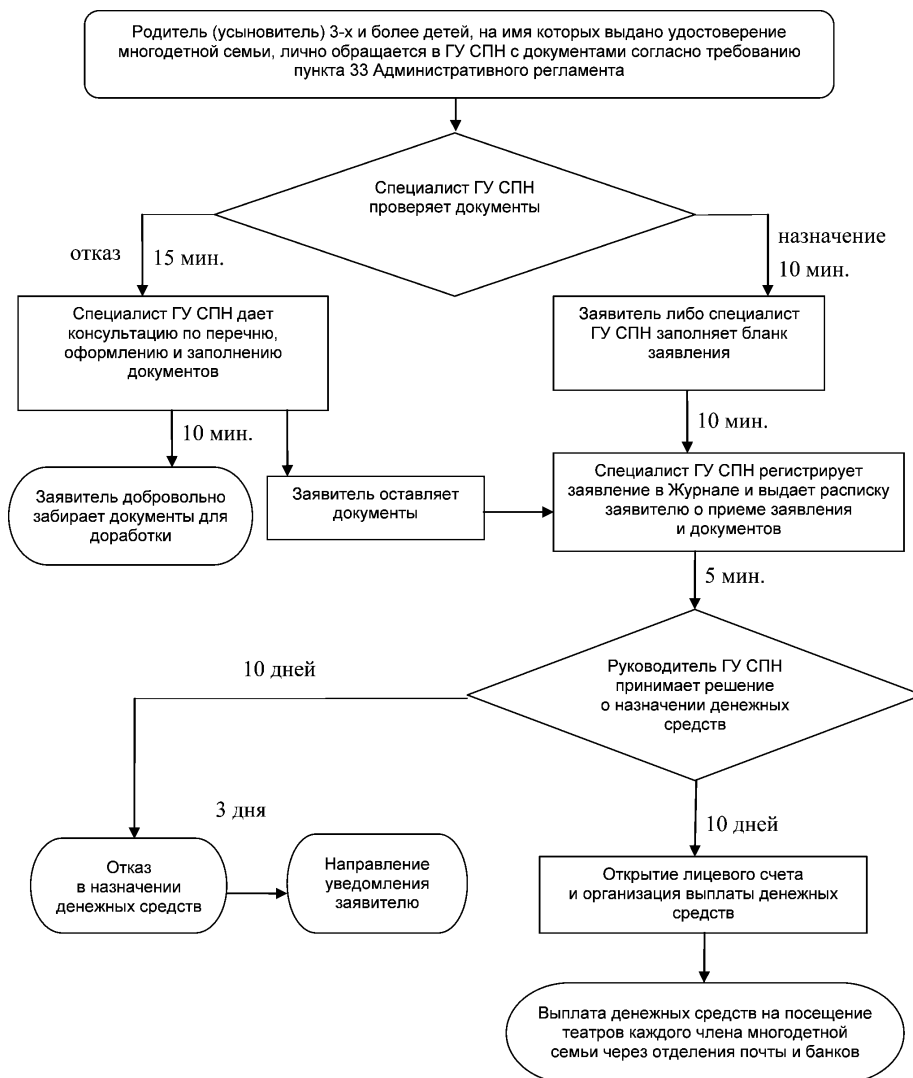 Родитель (усыновитель) 3-х и более детей, на имя которых выдано удостоверение
многодетной семьи, лично обращается в ГУ СПН с документами согласно требованию
пункта 33 Административного регламента
Специалист ГУ СПН
проверяет документы
отказ
15 мин.
назначение
10 мин.
Специалист ГУ СПН дает
консультацию по перечню,
оформлению и заполнению
документов
Заявитель либо специалист
ГУ СПН заполняет бланк
заявления
10 мин.
10 мин.
Заявитель добровольно
забирает документы для
доработки
Заявитель оставляет
документы
Специалист ГУ СПН регистрирует
заявление в Журнале и выдает расписку
заявителю о приеме заявления
и документов
5 мин.
10 дней
Руководитель ГУ СПН
принимает решение
о назначении денежных
средств
3 дня
10 дней
Отказ
в назначении
денежных средств
Направление
уведомления
заявителю
Открытие лицевого счета
и организация выплаты денежных
средств
Выплата денежных средств на посещение
театров каждого члена многодетной
семьи через отделения почты и банков